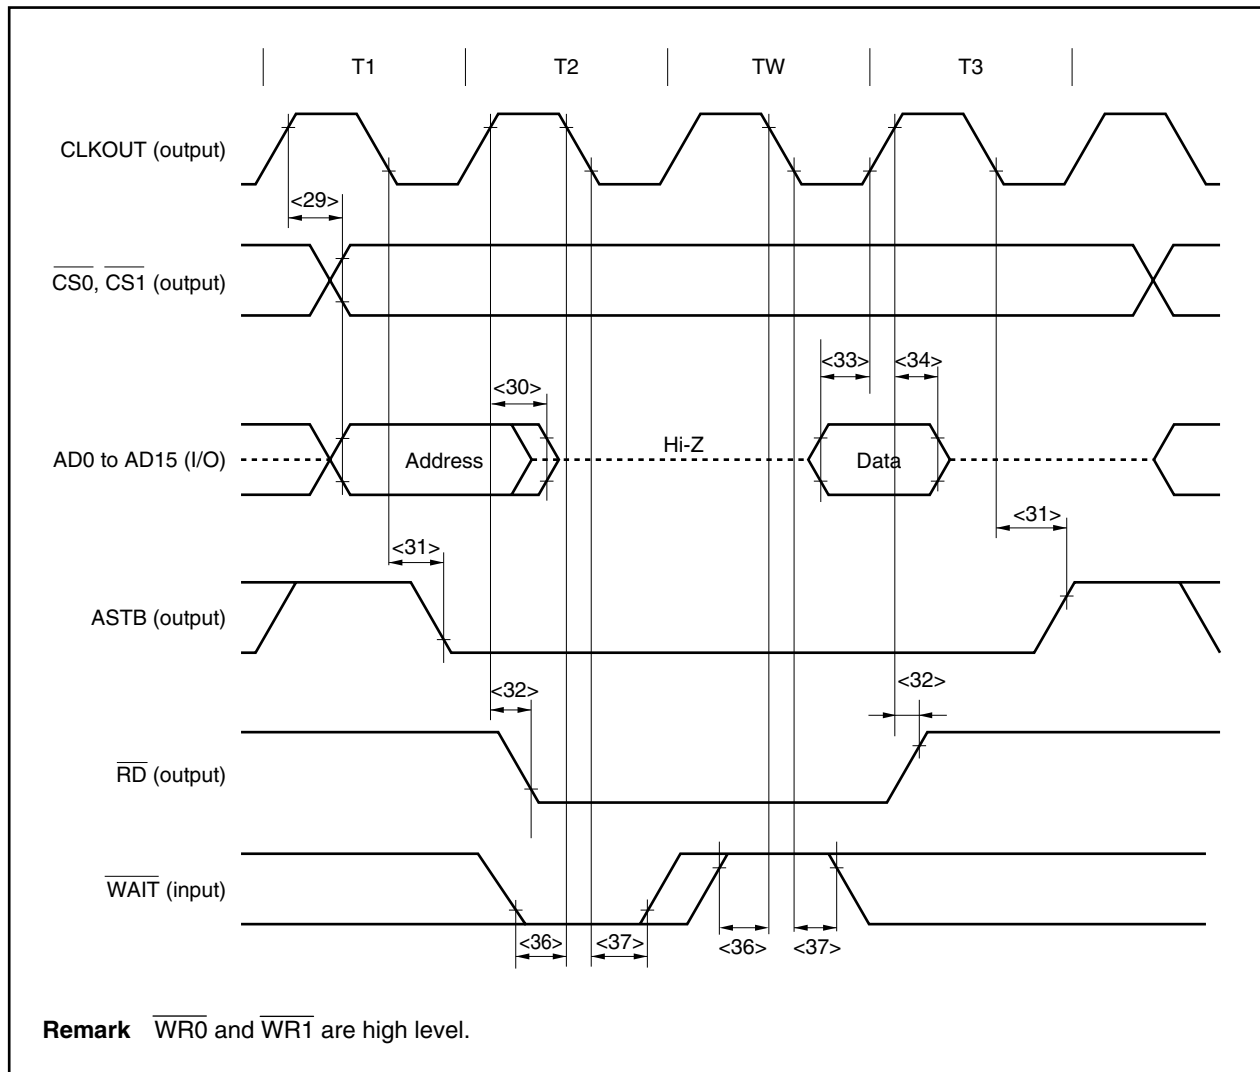 T1 T2 TW T3
CLKOUT (output)
<29>
CS0, CS1 (output)
<33> <34>
<30>
AD0 to AD15 (I/O) Address Hi-Z Data
<31>
<31>
ASTB (output)
<32>
<32>
RD (output)
WAIT (input)
<36> <37> <36> <37>
Remark WR0 and WR1 are high level.